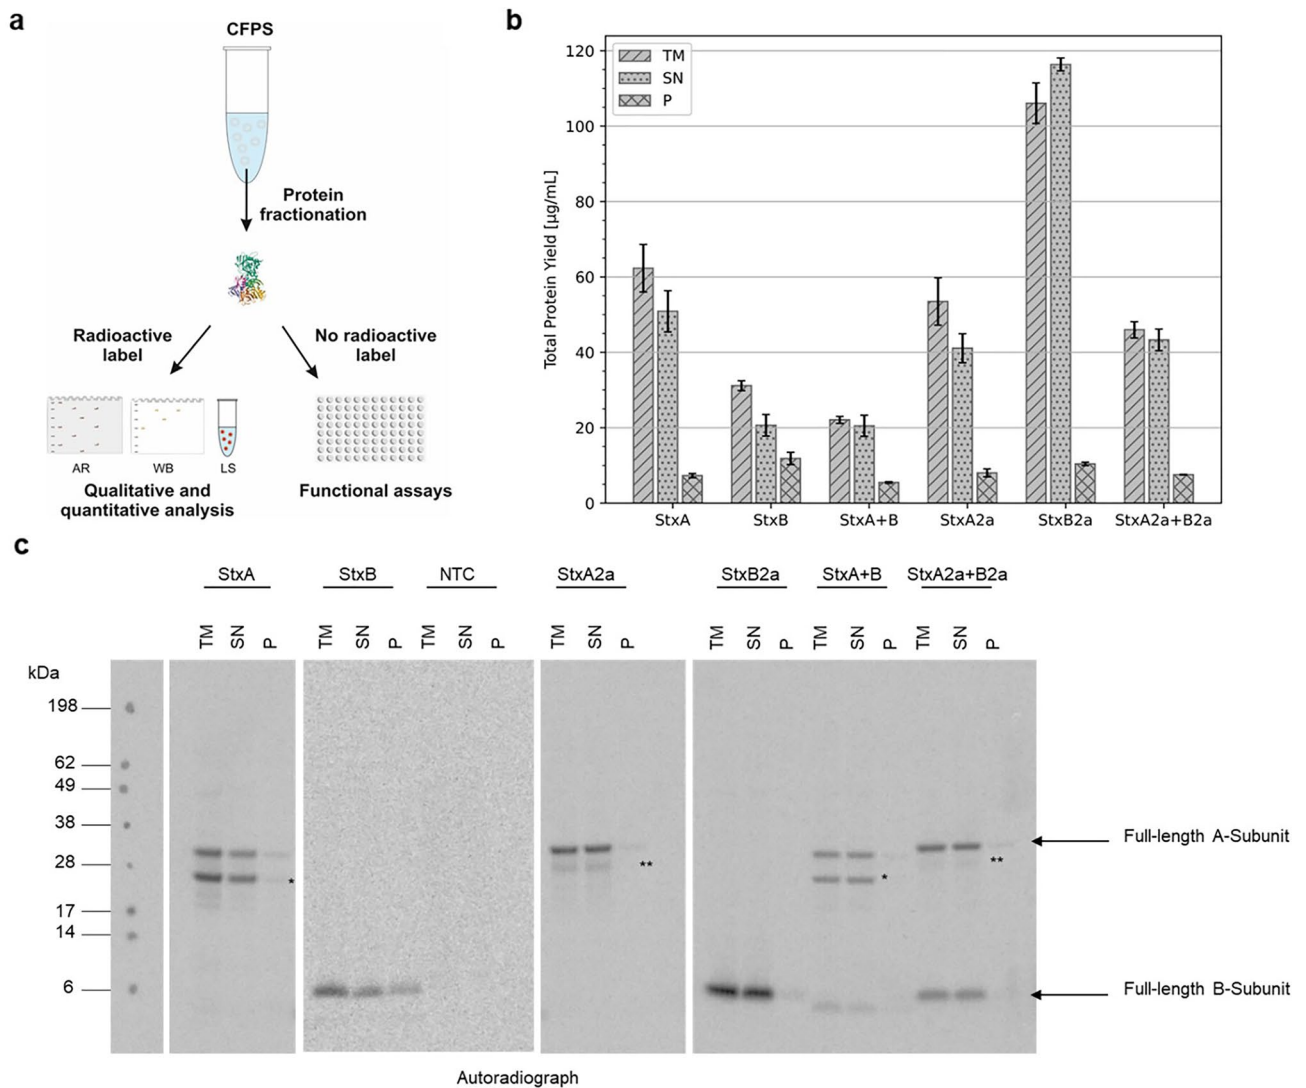 a
CFPS
Protein
fractionation
Radioactive
label
No radioactive
label
AR
WB
LS
Qualitative and
quantitative analysis
Functional assays
b
TM
SN
P
Total Protein Yield [µg/mL]
120
100
80
60
40
20
0
StxA
StxB
StxA+B
StxA2a
StxB2a
StxA2a+B2a
c
StxA
StxB
NTC
StxA2a
StxB2a
StxA+B
StxA2a+B2a
TM SN P
TM SN P
TM SN P
TM SN P
TM SN P
TM SN P
TM SN P
kDa
198
62
49
38
28
17
14
6
*
**
*
**
Full-length A-Subunit
Full-length B-Subunit
Autoradiograph